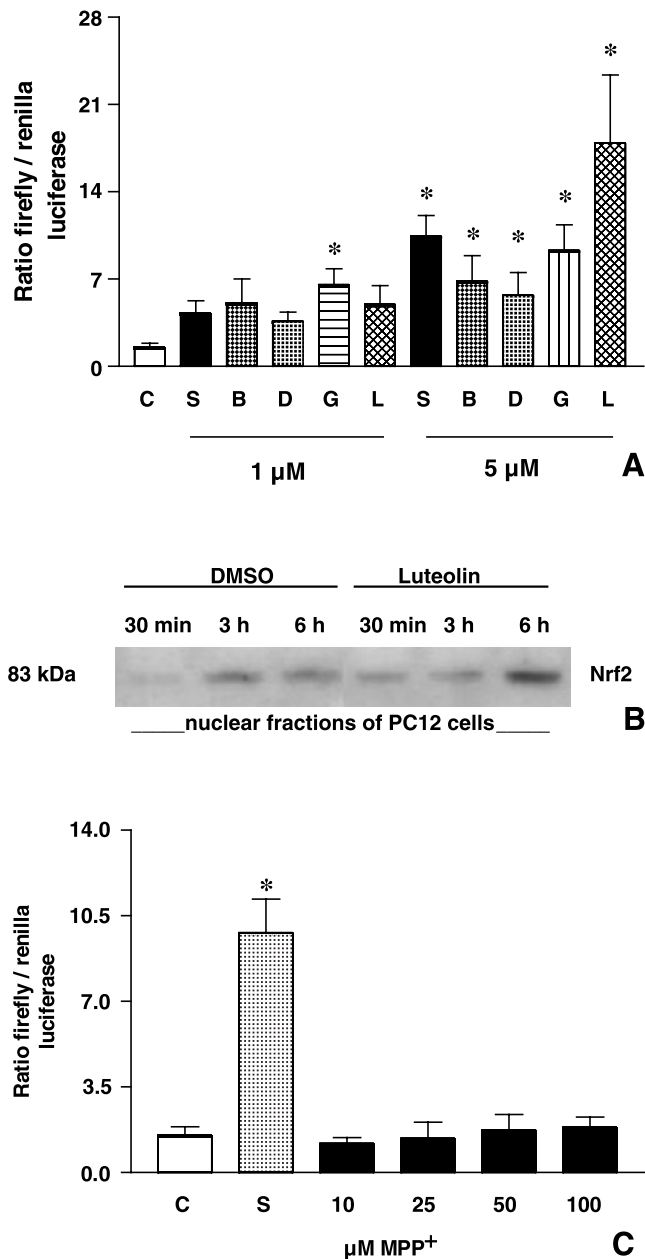 28
21
14
7
0
Ratio firefly / renilla
luciferase
*
*
*
*
*
*
C S B D G L S B D G L
1 µM 5 µM
A
DMSO Luteolin
30 min 3 h 6 h 30 min 3 h 6 h
83 kDa Nrf2
nuclear fractions of PC12 cells
B
14.0
10.5
7.0
3.5
0.0
Ratio firefly / renilla
luciferase
*
C S 10 25 50 100
µM MPP+
C